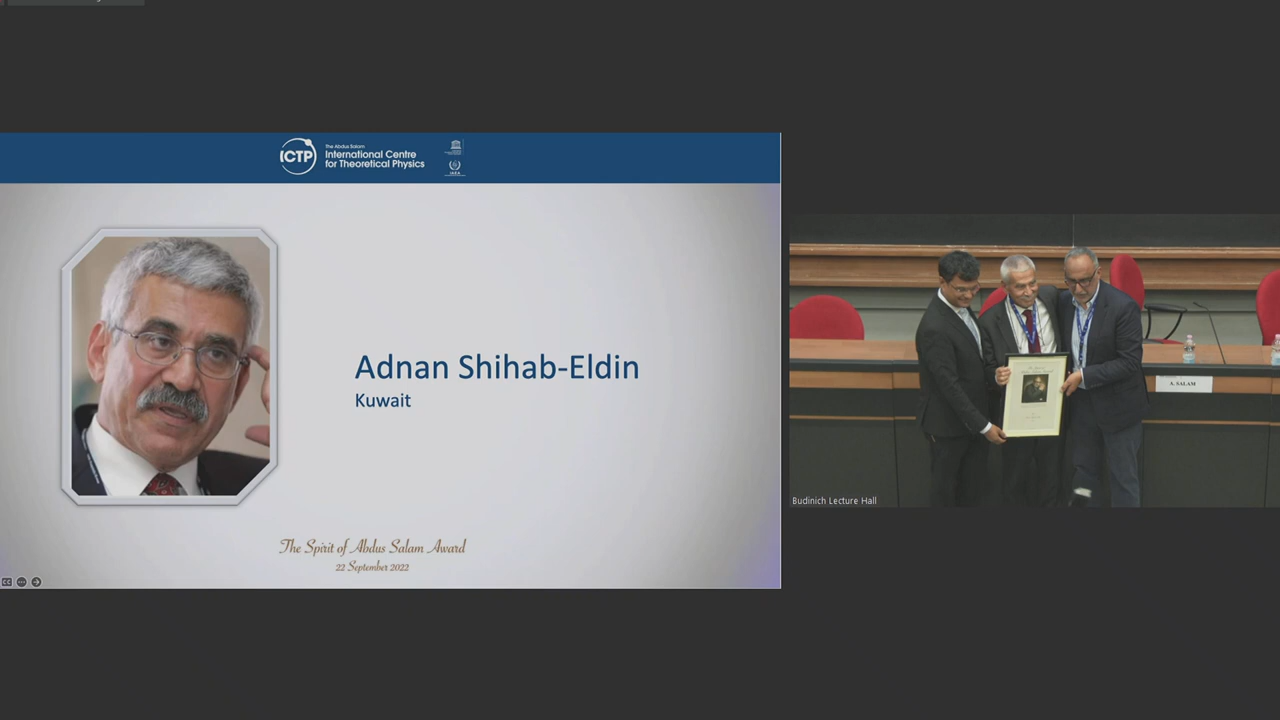 ICTP
The Abdus Salam
International Centre
for Theoretical Physics
IAEA
Adnan Shihab-Eldin
Kuwait
The Spirit of Abdus Salam Award
22 September 2022
A. SALAM
Budinich Lecture Hall